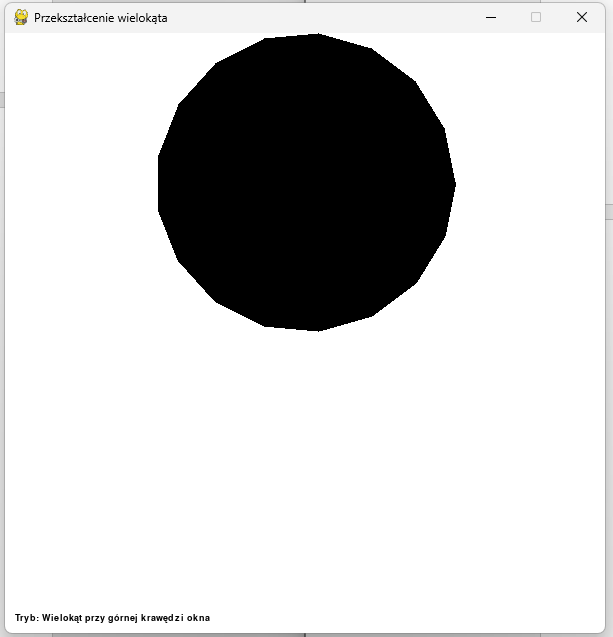 Przekształcenie wielokąta
Tryb: Wielokąt przy górnej krawędzi okna